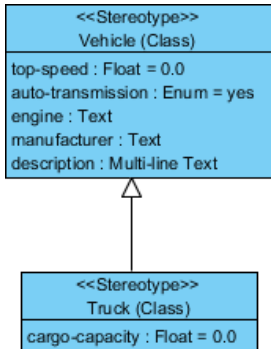 <<Stereotype>>
Vehicle (Class)
top-speed : Float = 0.0
auto-transmission : Enum = yes
engine : Text
manufacturer : Text
description : Multi-line Text
<<Stereotype>>
Truck (Class)
cargo-capacity : Float = 0.0